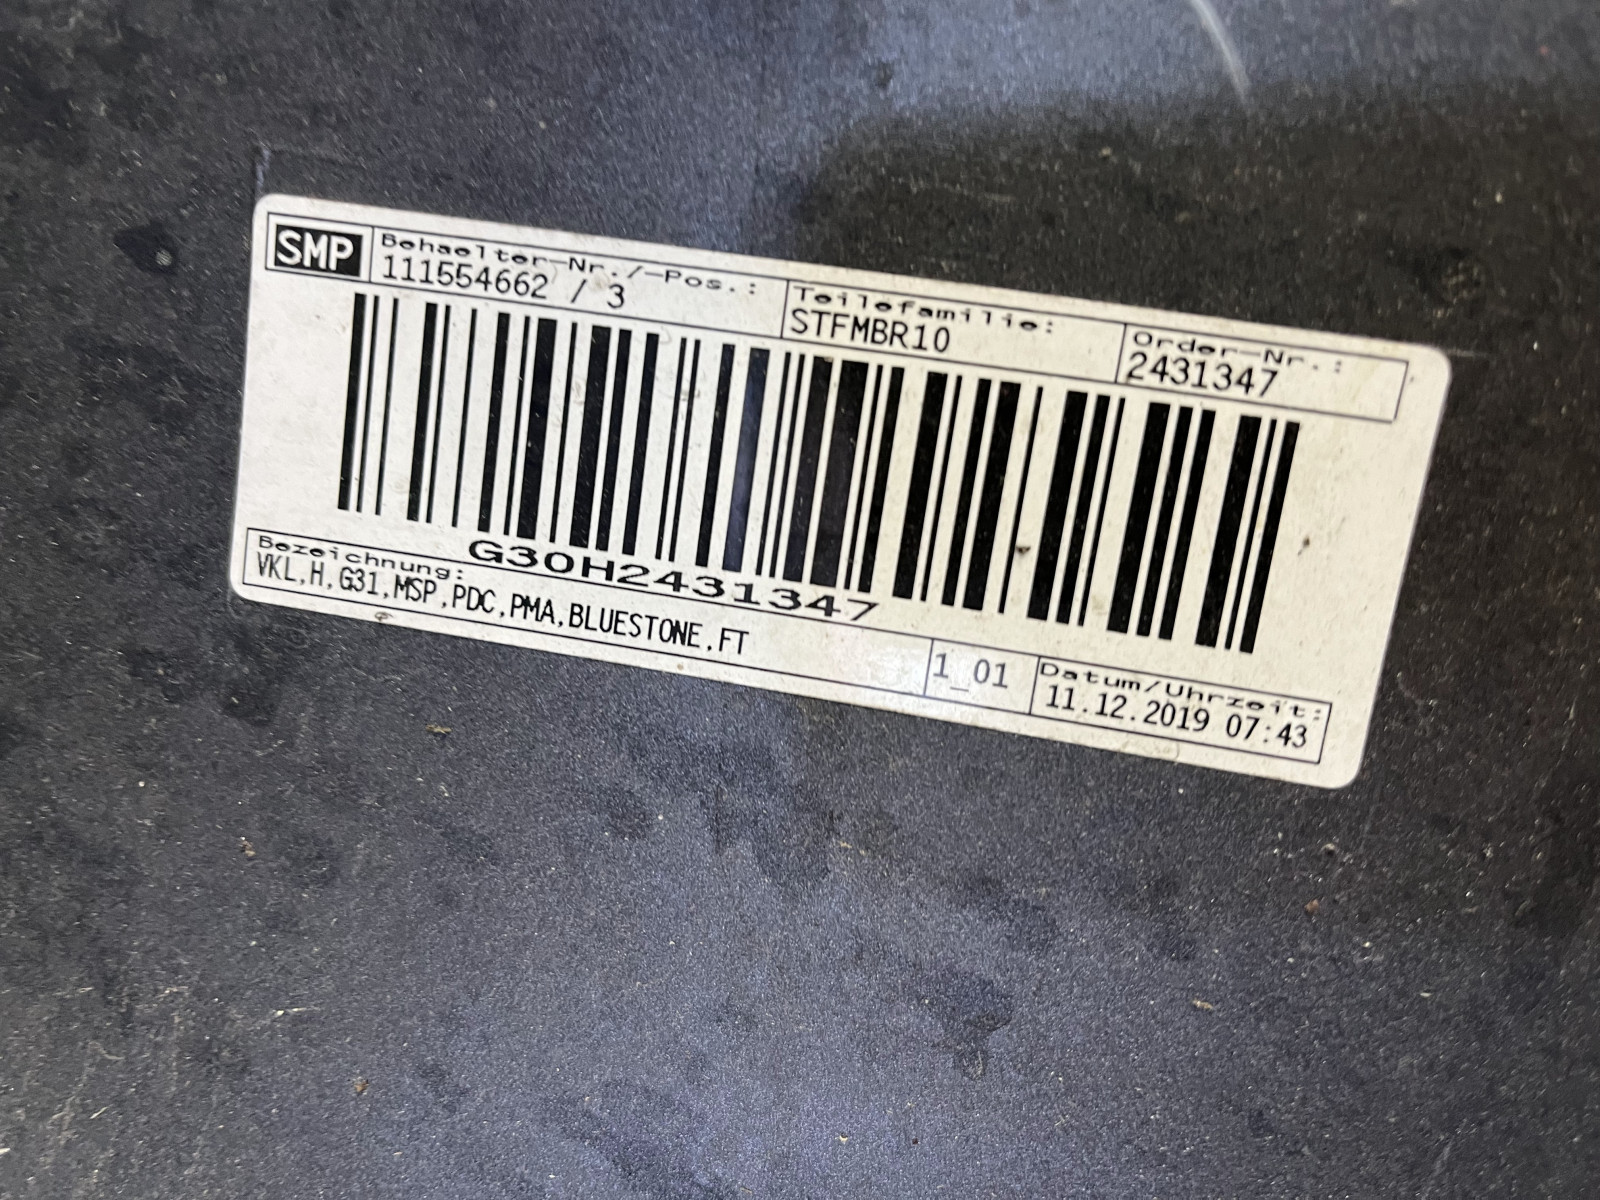 SMP
Behaelter-Nr./-Pos.:
111554662 / 3
Teilefamilie:
STFMBR10
Order-Nr.:
2431347
G30H2431347
Bezeichnung:
VKL,H,G31,MSP,PDC,PMA,BLUESTONE,FT
1_01
Datum/Uhrzeit:
11.12.2019 07:43